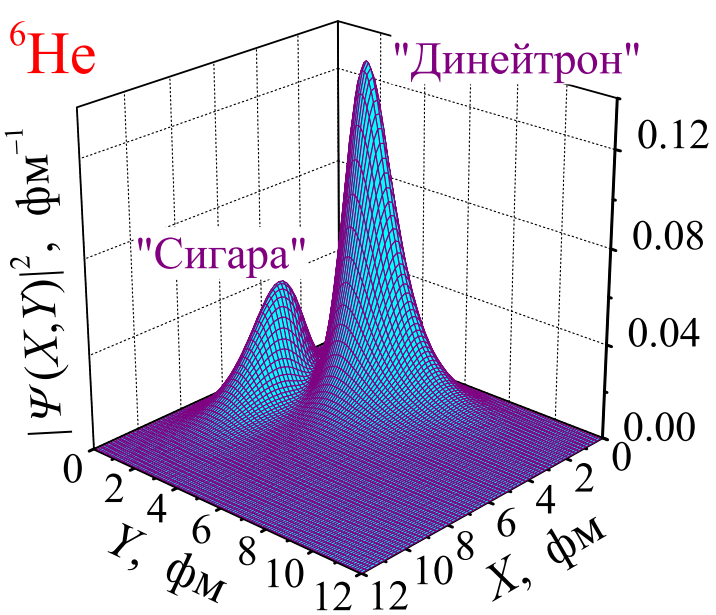 ⁶He
"Динейтрон"
"Сигара"
|Ψ(X,Y)|², фм⁻¹
0.12
0.08
0.04
0.00
0 2 4 6 8 10 12
Y, фм
12 10 8 6 4 2 0
X, фм